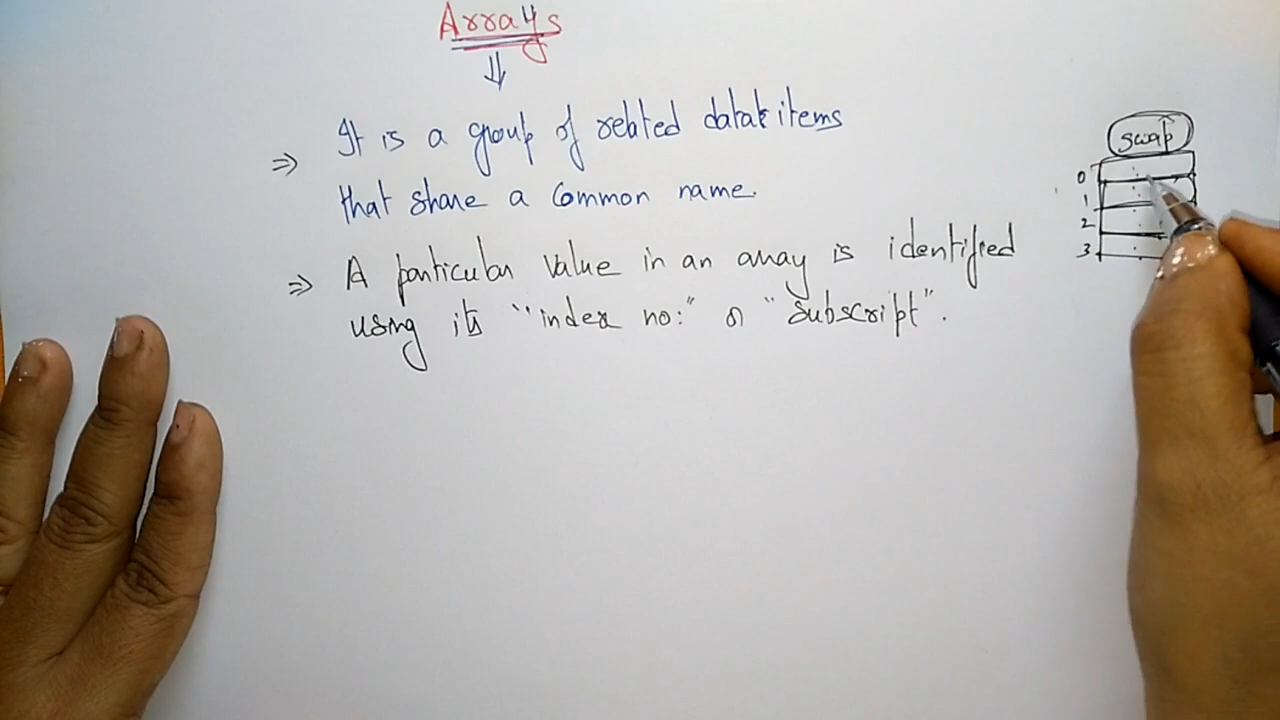 Arrays
It is a group of related data items
that share a common name.
A particular value in an array is identified
using its "index no:" or "subscript".
swap
0
1
2
3